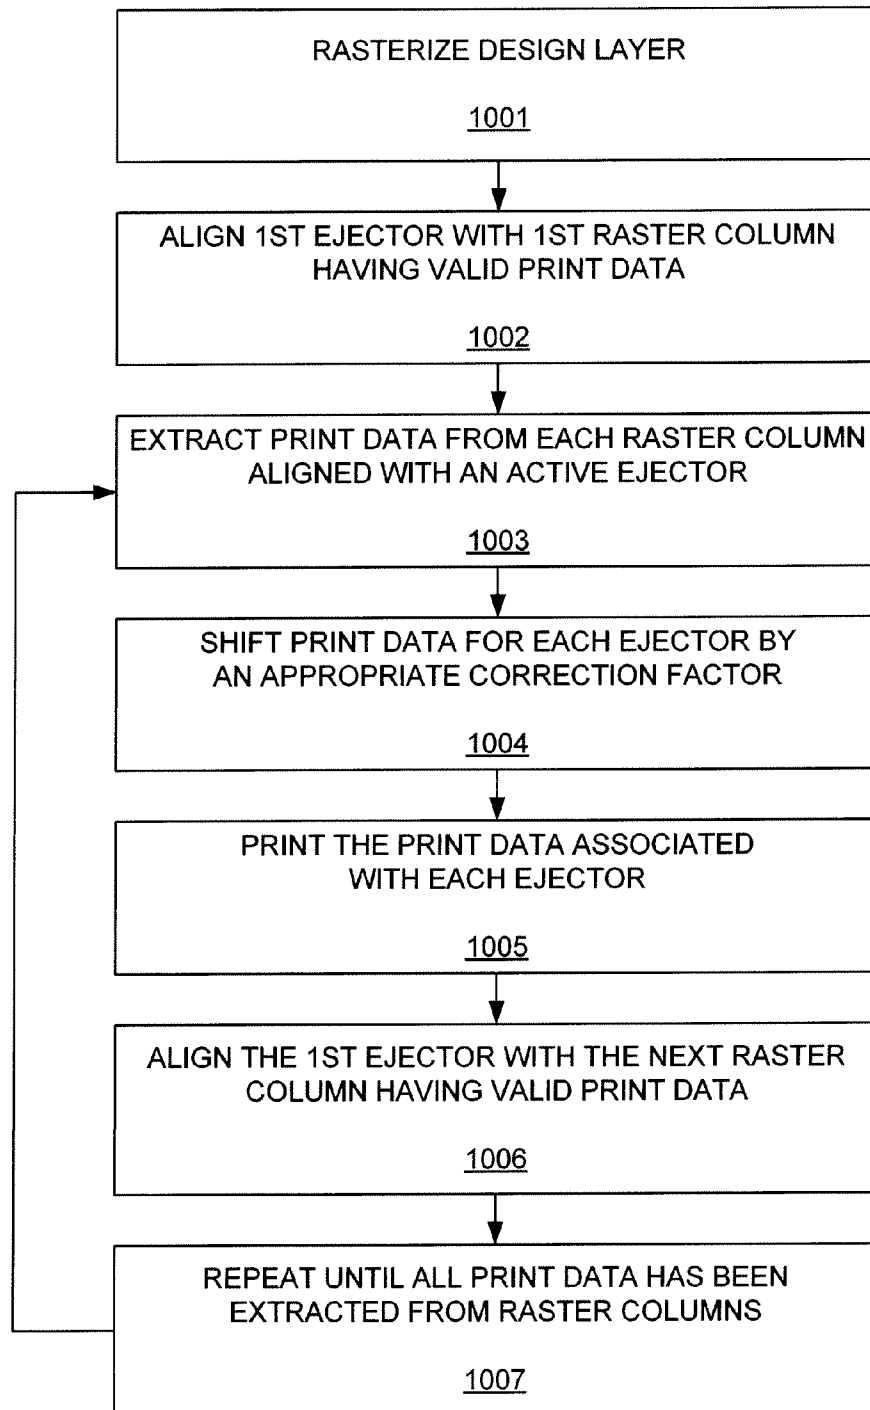 RASTERIZE DESIGN LAYER
1001
ALIGN 1ST EJECTOR WITH 1ST RASTER COLUMN
HAVING VALID PRINT DATA
1002
EXTRACT PRINT DATA FROM EACH RASTER COLUMN
ALIGNED WITH AN ACTIVE EJECTOR
1003
SHIFT PRINT DATA FOR EACH EJECTOR BY
AN APPROPRIATE CORRECTION FACTOR
1004
PRINT THE PRINT DATA ASSOCIATED
WITH EACH EJECTOR
1005
ALIGN THE 1ST EJECTOR WITH THE NEXT RASTER
COLUMN HAVING VALID PRINT DATA
1006
REPEAT UNTIL ALL PRINT DATA HAS BEEN
EXTRACTED FROM RASTER COLUMNS
1007